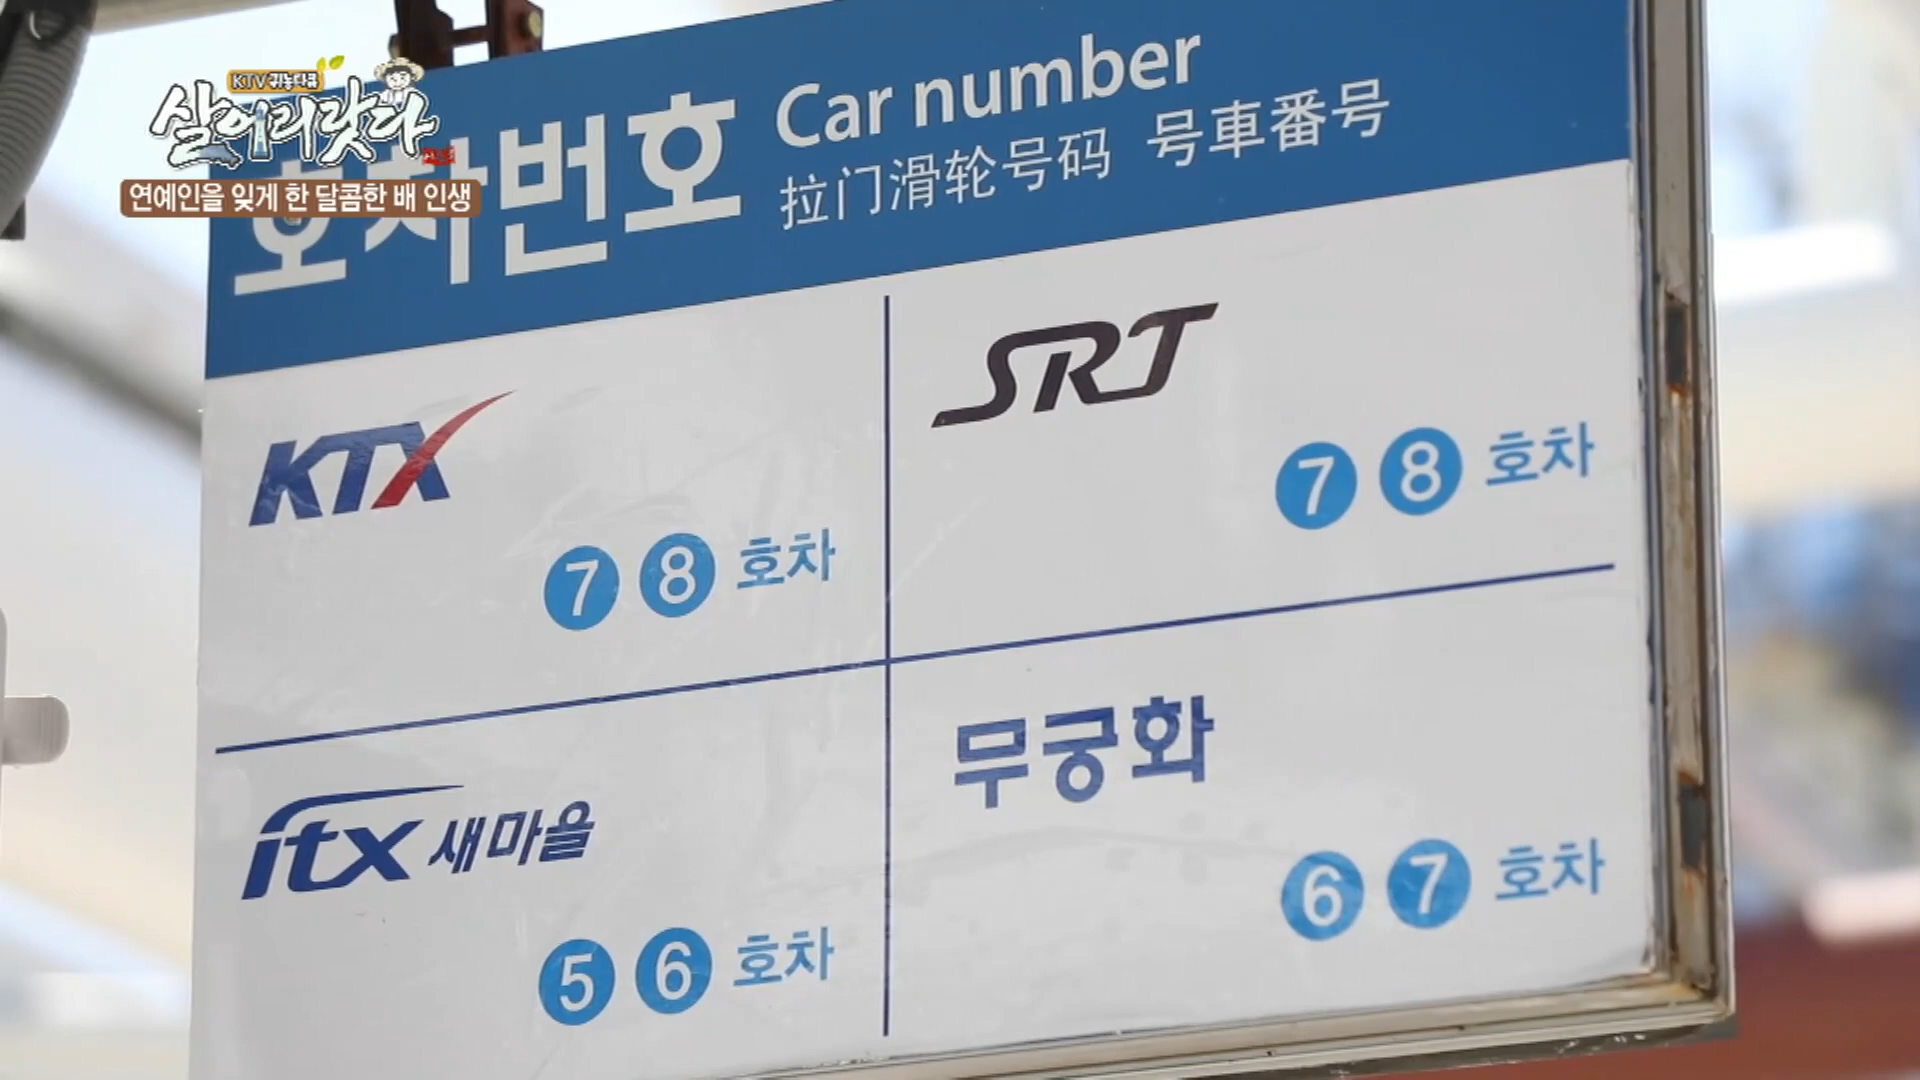 KTV 귀농다큐
살어리랏다
연예인을 잊게 한 달콤한 배 인생
호차번호 Car number
拉门滑轮号码 号車番号
KTX
7 8 호차
SRT
7 8 호차
itx 새마을
5 6 호차
무궁화
6 7 호차